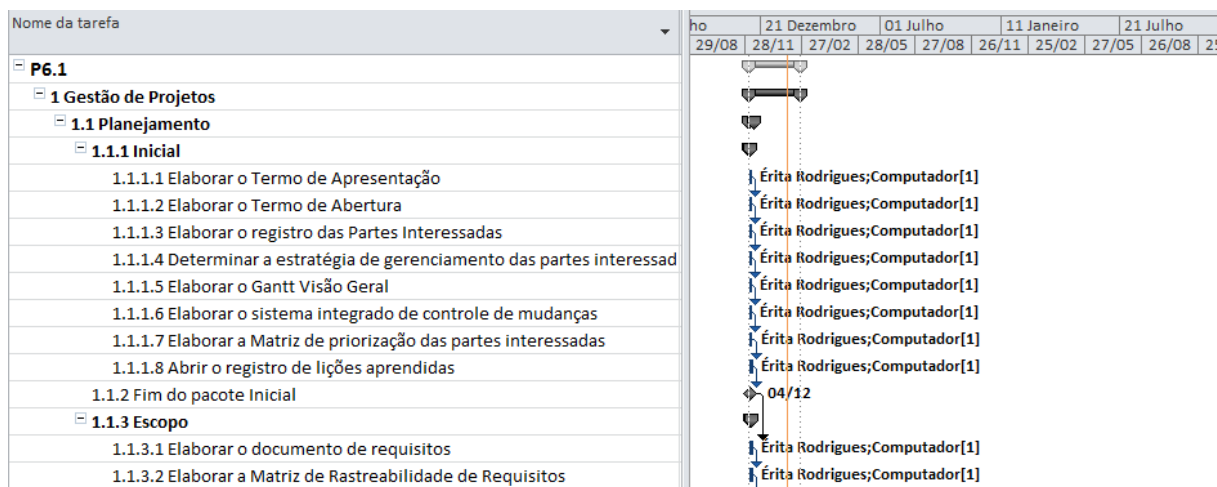 Nome da tarefa
ho 21 Dezembro 01 Julho 11 Janeiro 21 Julho
29/08 28/11 27/02 28/05 27/08 26/11 25/02 27/05 26/08
P6.1
1 Gestão de Projetos
1.1 Planejamento
1.1.1 Inicial
1.1.1.1 Elaborar o Termo de Apresentação Érita Rodrigues;Computador[1]
1.1.1.2 Elaborar o Termo de Abertura Érita Rodrigues;Computador[1]
1.1.1.3 Elaborar o registro das Partes Interessadas Érita Rodrigues;Computador[1]
1.1.1.4 Determinar a estratégia de gerenciamento das partes interessad Érita Rodrigues;Computador[1]
1.1.1.5 Elaborar o Gantt Visão Geral Érita Rodrigues;Computador[1]
1.1.1.6 Elaborar o sistema integrado de controle de mudanças Érita Rodrigues;Computador[1]
1.1.1.7 Elaborar a Matriz de priorização das partes interessadas Érita Rodrigues;Computador[1]
1.1.1.8 Abrir o registro de lições aprendidas Érita Rodrigues;Computador[1]
1.1.2 Fim do pacote Inicial 04/12
1.1.3 Escopo
1.1.3.1 Elaborar o documento de requisitos Érita Rodrigues;Computador[1]
1.1.3.2 Elaborar a Matriz de Rastreabilidade de Requisitos Érita Rodrigues;Computador[1]